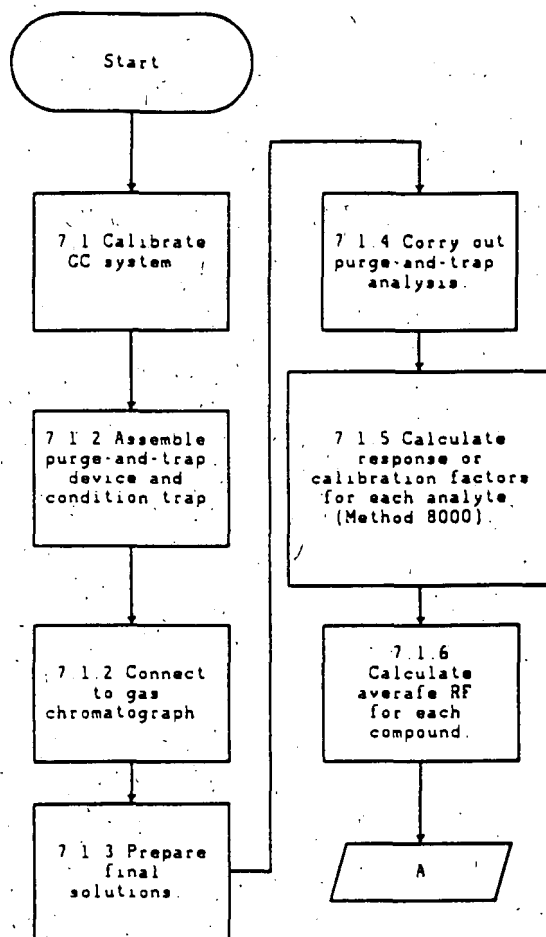 Start
7.1 Calibrate
GC system
7.1.2 Assemble
purge-and-trap
device and
condition trap
7.1.2 Connect
to gas
chromatograph
7.1.3 Prepare
final
solutions.
7.1.4 Corry out
purge-and-trap
analysis.
7.1.5 Calculate
response or
calibration factors
for each analyte
(Method 8000).
7.1.6
Calculate
averafe RF
for each
compound.
A